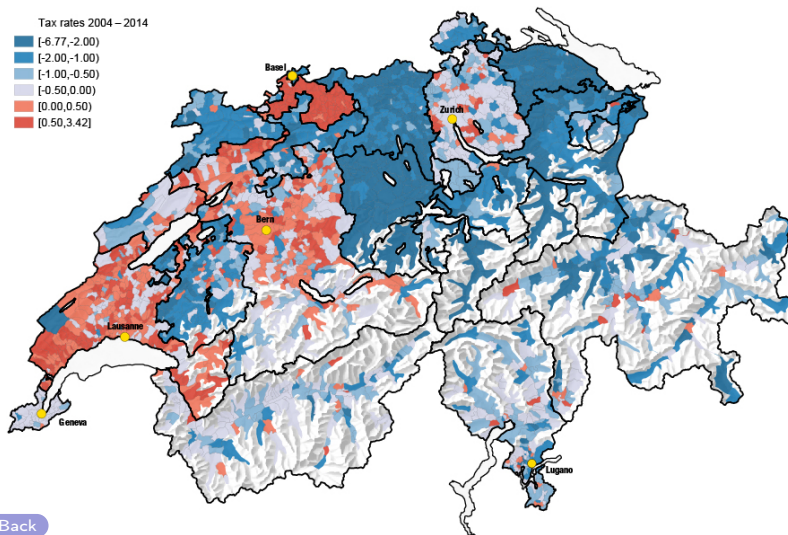 Tax rates 2004 – 2014
[-6.77,-2.00)
[-2.00,-1.00)
[-1.00,-0.50)
[-0.50,0.00)
[0.00,0.50)
[0.50,3.42]
Basel
Zurich
Bern
Lausanne
Geneva
Lugano
Back